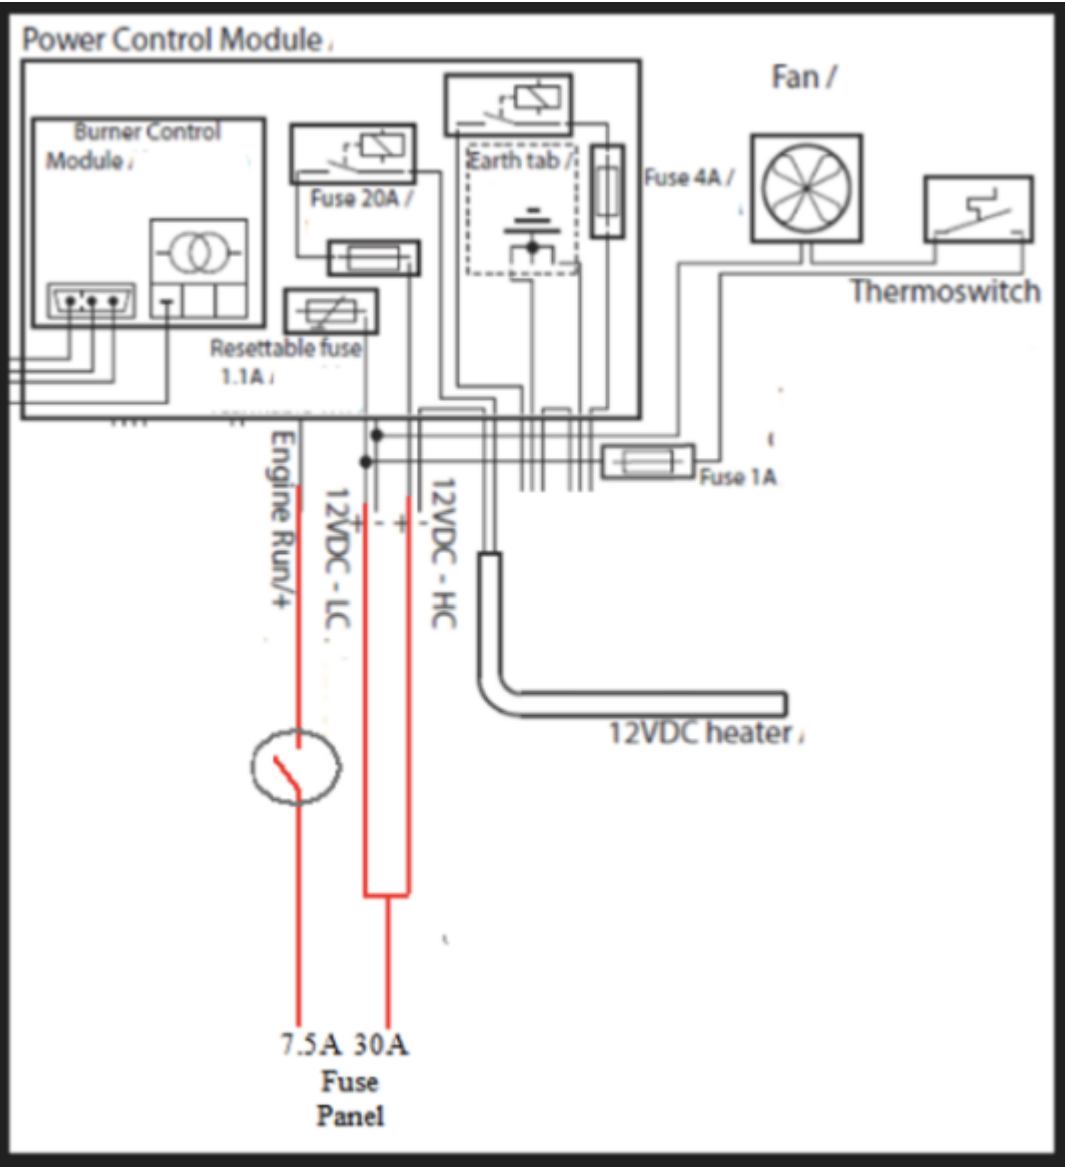 Power Control Module /
Fan /
Burner Control
Module /
Earth tab /
Fuse 4A /
Fuse 20A /
Thermoswitch
Resettable fuse
1.1A /
Fuse 1A
Engine Run/+
12VDC - LC
+ - + -
12VDC - HC
12VDC heater /
7.5A 30A
Fuse
Panel